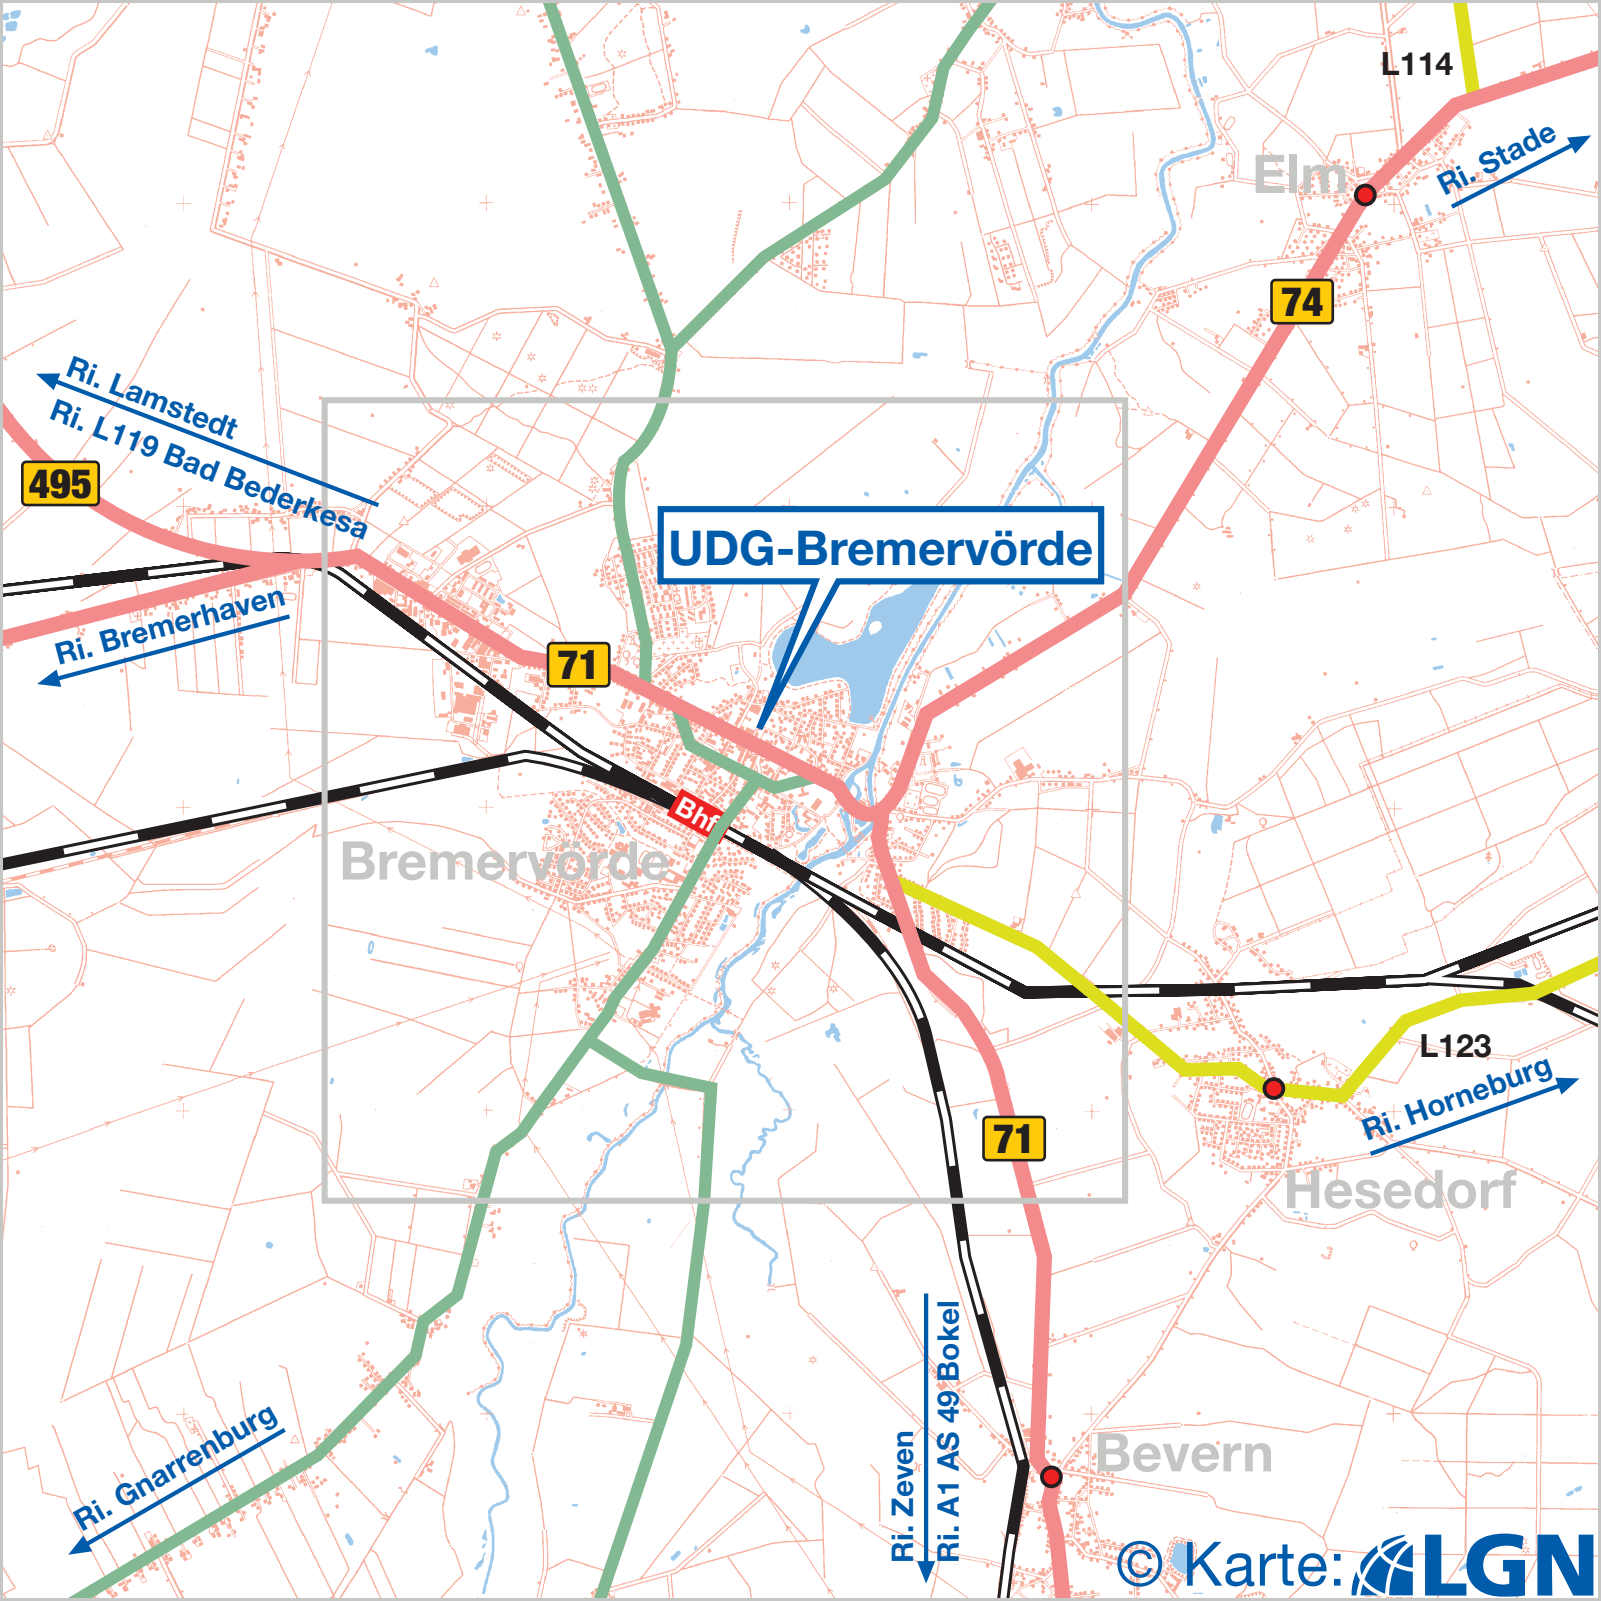 L114
Ri. Stade
Elm
74
Ri. Lamstedt
Ri. L119 Bad Bederkesa
495
UDG-Bremervörde
Ri. Bremerhaven
71
Bhf
Bremervörde
L123
Ri. Horneburg
71
Hesedorf
Ri. Gnarrenburg
Ri. Zeven
Ri. A1 AS 49 Bokel
Bevern
© Karte: LGN